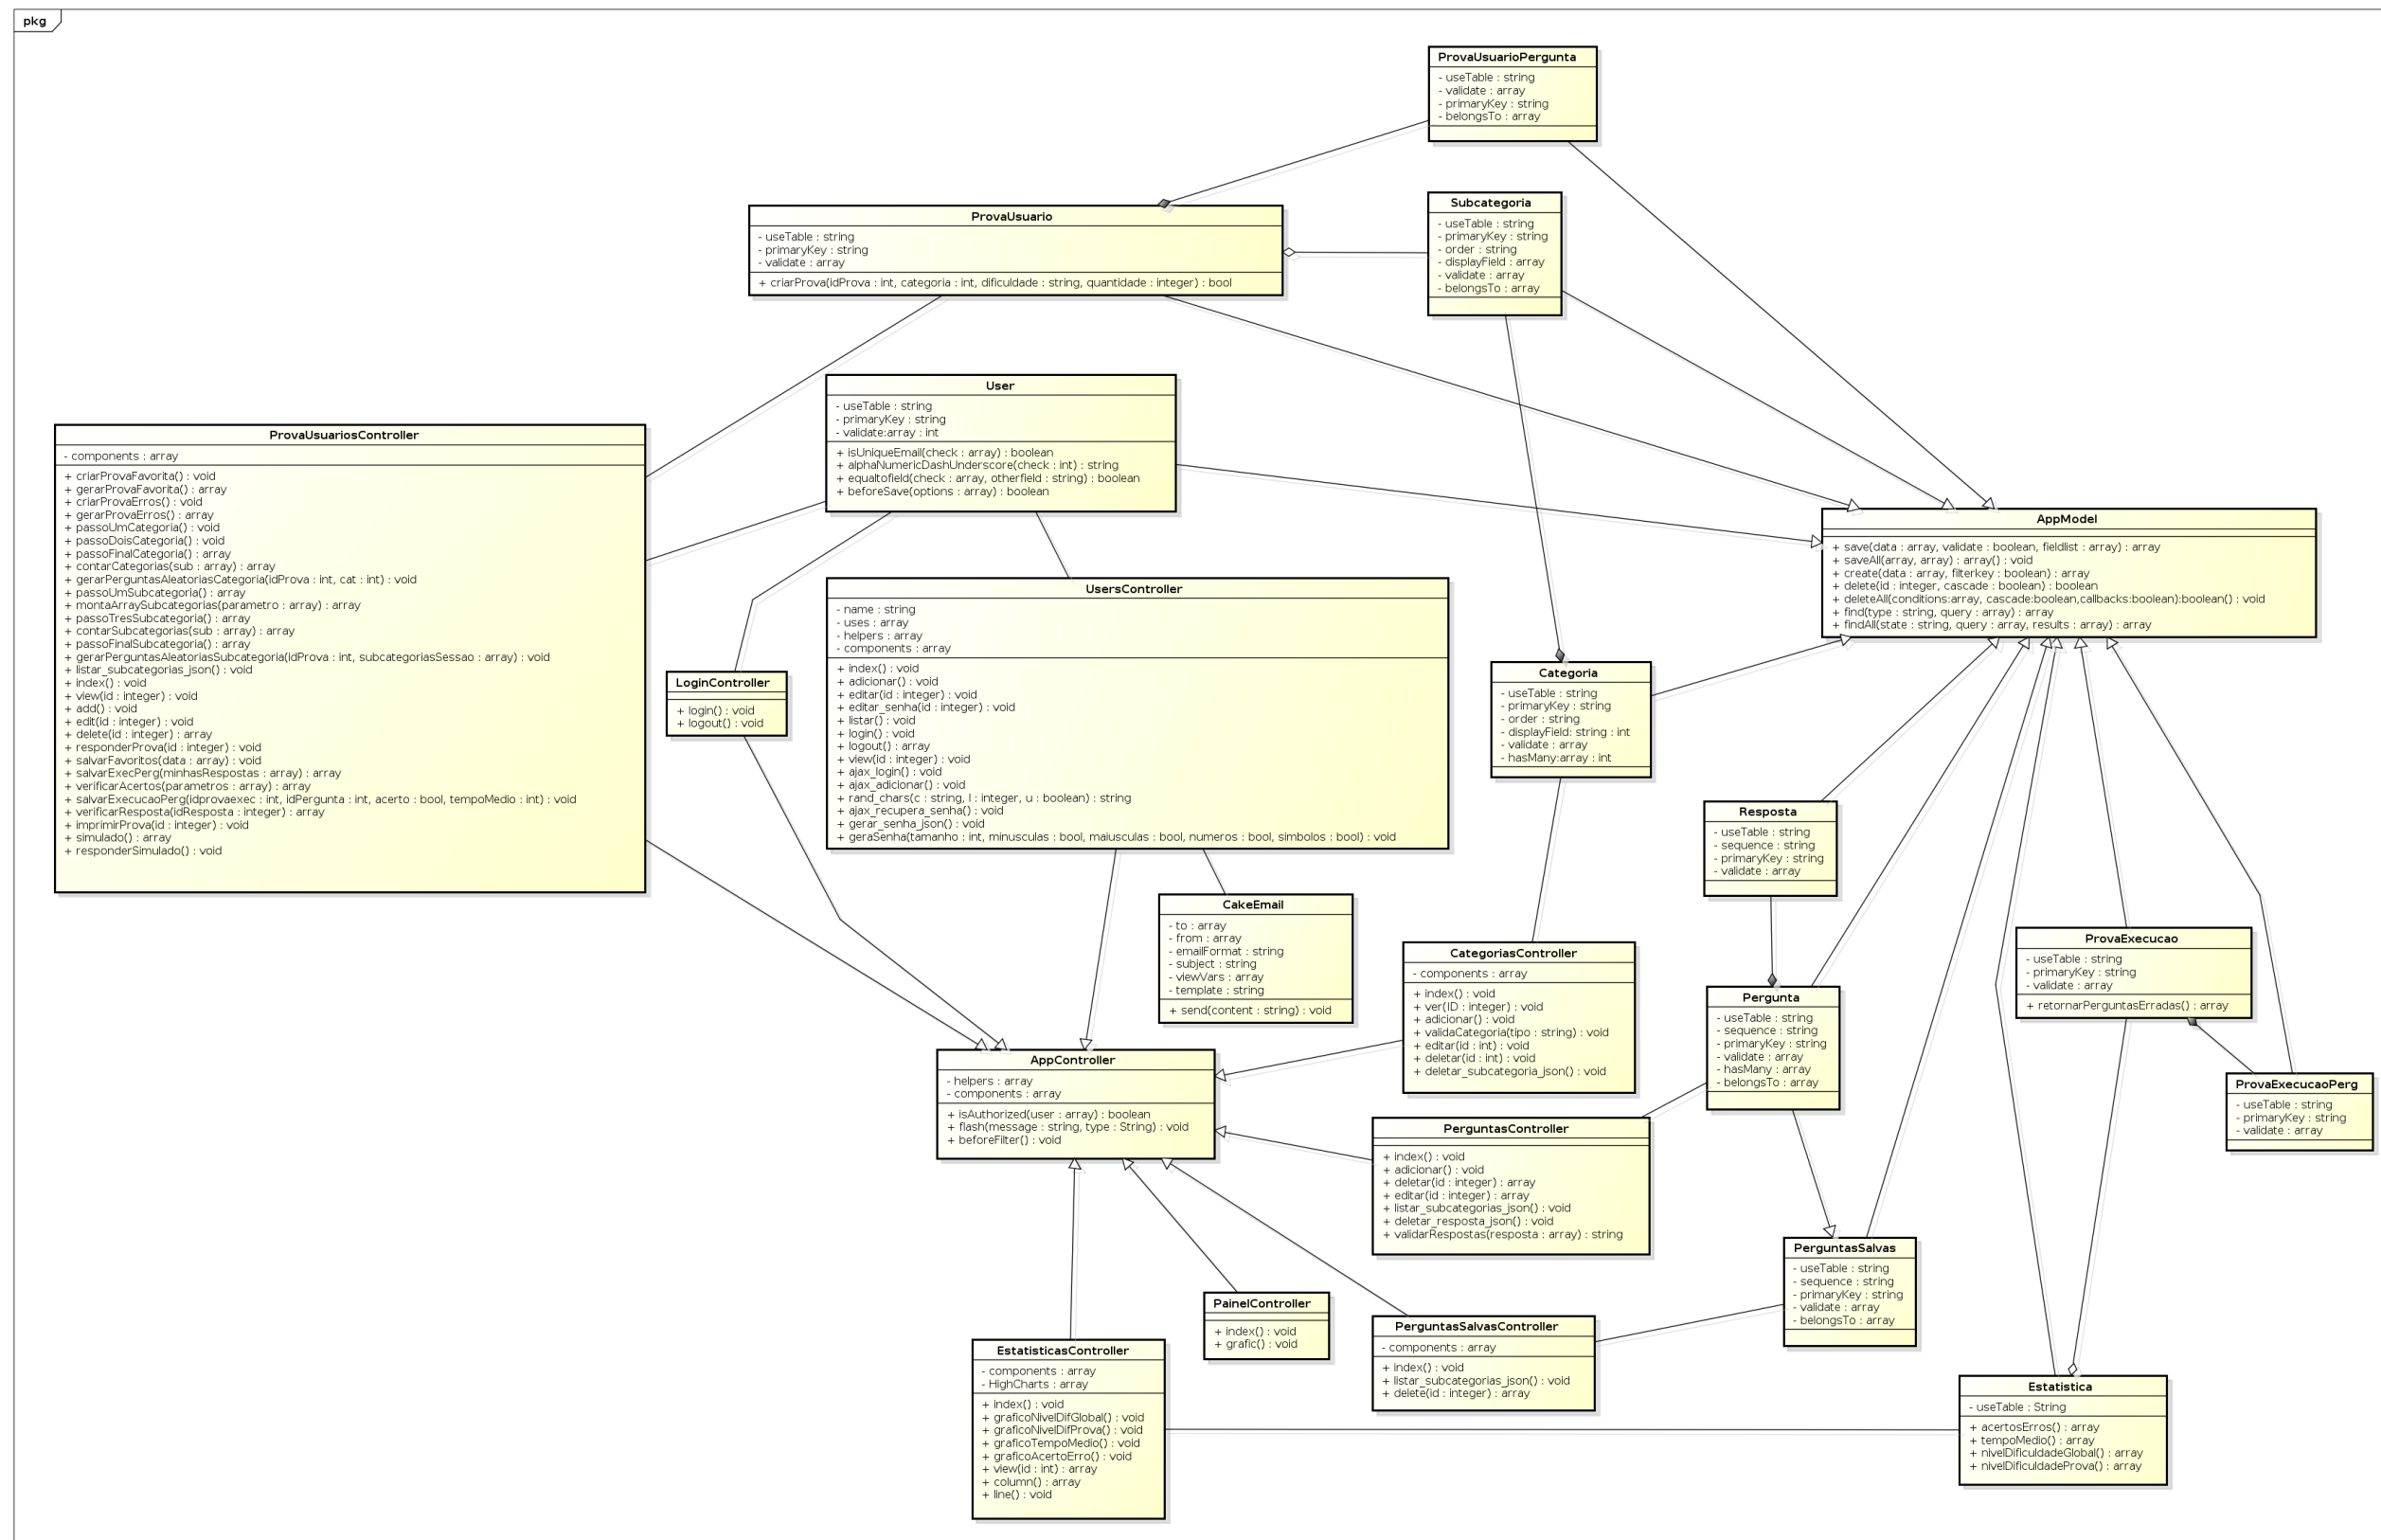 pkg
ProvaUsuarioPergunta
- useTable : string
- validate : array
- primaryKey : string
- belongsTo : array
ProvaUsuario
- useTable : string
- primaryKey : string
- validate : array
+ criarProva(idProva : int, categoria : int, dificuldade : string, quantidade : integer) : bool
Subcategoria
- useTable : string
- primaryKey : string
- order : string
- displayField : array
- validate : array
- belongsTo : array
User
- useTable : string
- primaryKey : string
- validate:array : int
+ isUniqueEmail(check : array) : boolean
+ alphaNumericDashUnderscore(check : int) : string
+ equaltofield(check : array, otherfield : string) : boolean
+ beforeSave(options : array) : boolean
ProvaUsuariosController
- components : array
+ criarProvaFavorita() : void
+ gerarProvaFavorita() : array
+ criarProvaErros() : void
+ gerarProvaErros() : array
+ passoUmCategoria() : void
+ passoDoisCategoria() : void
+ passoFinalCategoria() : array
+ contarCategorias(sub : array) : array
+ gerarPerguntasAleatoriasCategoria(idProva : int, cat : int) : void
+ passoUmSubcategoria() : array
+ montaArraySubcategorias(parametro : array) : array
+ passoTresSubcategoria() : array
+ contarSubcategorias(sub : array) : array
+ passoFinalSubcategoria() : array
+ gerarPerguntasAleatoriasSubcategoria(idProva : int, subcategoriasSessao : array) : void
+ listar_subcategorias_json() : void
+ index() : void
+ view(id : integer) : void
+ add() : void
+ edit(id : integer) : void
+ delete(id : integer) : array
+ responderProva(id : integer) : void
+ salvarFavoritos(data : array) : void
+ salvarExecPerg(minhasRespostas : array) : array
+ verificarAcertos(parametros : array) : array
+ salvarExecucaoPerg(idprovaexec : int, idPergunta : int, acerto : bool, tempoMedio : int) : void
+ verificarResposta(idResposta : integer) : array
+ imprimirProva(id : integer) : void
+ simulado() : array
+ responderSimulado() : void
AppModel
+ save(data : array, validate : boolean, fieldlist : array) : array
+ saveAll(array, array) : array() : void
+ create(data : array, filterkey : boolean) : array
+ delete(id : integer, cascade : boolean) : boolean
+ deleteAll(conditions:array, cascade:boolean,callbacks:boolean):boolean() : void
+ find(type : string, query : array) : array
+ findAll(state : string, query : array, results : array) : array
UsersController
- name : string
- uses : array
- helpers : array
- components : array
+ index() : void
+ adicionar() : void
+ editar(id : integer) : void
+ editar_senha(id : integer) : void
+ listar() : void
+ login() : void
+ logout() : array
+ view(id : integer) : void
+ ajax_login() : void
+ ajax_adicionar() : void
+ rand_chars(c : string, l : integer, u : boolean) : string
+ ajax_recupera_senha() : void
+ gerar_senha_json() : void
+ geraSenha(tamanho : int, minusculas : bool, maiusculas : bool, numeros : bool, simbolos : bool) : void
LoginController
+ login() : void
+ logout() : void
Categoria
- useTable : string
- primaryKey : string
- order : string
- displayField: string : int
- validate : array
- hasMany:array : int
Resposta
- useTable : string
- sequence : string
- primaryKey : string
- validate : array
CakeEmail
- to : array
- from : array
- emailFormat : string
- subject : string
- viewVars : array
- template : string
+ send(content : string) : void
CategoriasController
- components : array
+ index() : void
+ ver(ID : integer) : void
+ adicionar() : void
+ validaCategoria(tipo : string) : void
+ editar(id : int) : void
+ deletar(id : int) : void
+ deletar_subcategoria_json() : void
ProvaExecucao
- useTable : string
- primaryKey : string
- validate : array
+ retornarPerguntasErradas() : array
Pergunta
- useTable : string
- sequence : string
- primaryKey : string
- validate : array
- hasMany : array
- belongsTo : array
AppController
- helpers : array
- components : array
+ isAuthorized(user : array) : boolean
+ flash(message : string, type : String) : void
+ beforeFilter() : void
ProvaExecucaoPerg
- useTable : string
- primaryKey : string
- validate : array
PerguntasController
+ index() : void
+ adicionar() : void
+ deletar(id : integer) : array
+ editar(id : integer) : array
+ listar_subcategorias_json() : void
+ deletar_resposta_json() : void
+ validarRespostas(resposta : array) : string
PerguntasSalvas
- useTable : string
- sequence : string
- primaryKey : string
- validate : array
- belongsTo : array
PainelController
+ index() : void
+ grafic() : void
PerguntasSalvasController
- components : array
+ index() : void
+ listar_subcategorias_json() : void
+ delete(id : integer) : array
EstatisticasController
- components : array
- HighCharts : array
+ index() : void
+ graficoNivelDifGlobal() : void
+ graficoNivelDifProva() : void
+ graficoTempoMedio() : void
+ graficoAcertoErro() : void
+ view(id : int) : array
+ column() : array
+ line() : void
Estatistica
- useTable : String
+ acertosErros() : array
+ tempoMedio() : array
+ nivelDificuldadeGlobal() : array
+ nivelDificuldadeProva() : array